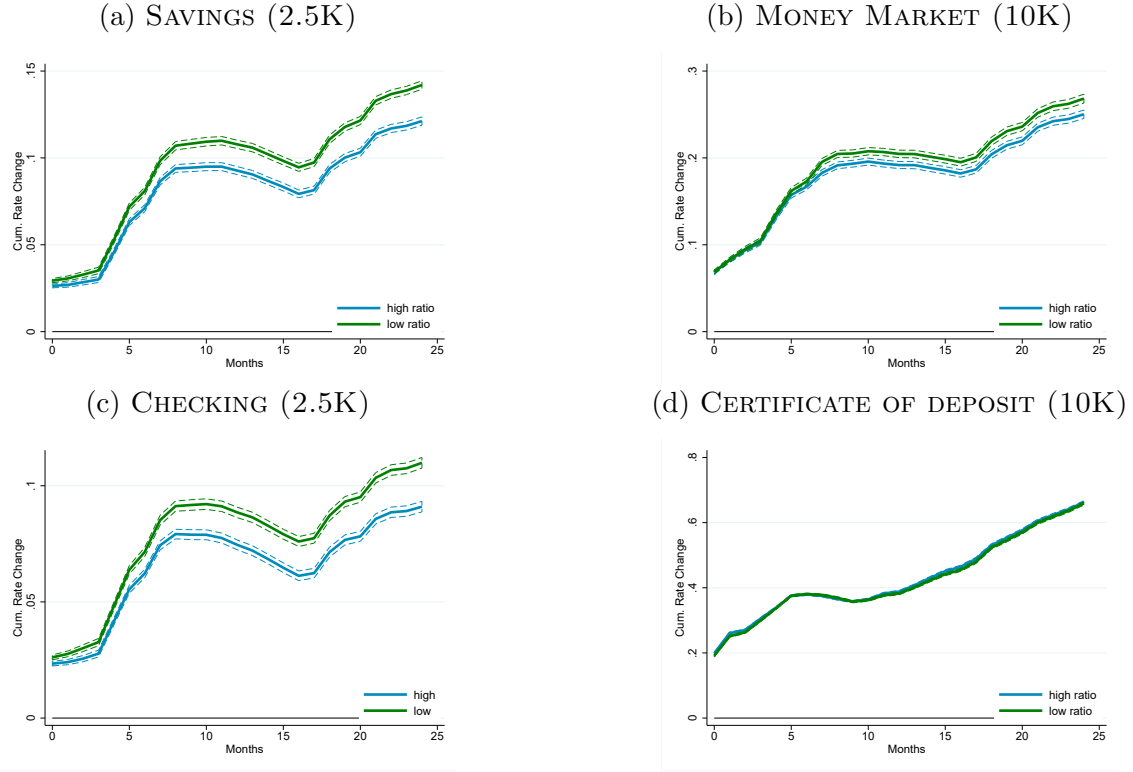 (a) Savings (2.5K)
Cum. Rate Change
.15
.1
.05
0
0 5 10 15 20 25
Months
high ratio
low ratio
(b) Money Market (10K)
Cum. Rate Change
.3
.2
.1
0
0 5 10 15 20 25
Months
high ratio
low ratio
(c) Checking (2.5K)
Cum. Rate Change
.1
.05
0
0 5 10 15 20 25
Months
high
low
(d) Certificate of deposit (10K)
Cum. Rate Change
.8
.6
.4
.2
0
0 5 10 15 20 25
Months
high ratio
low ratio